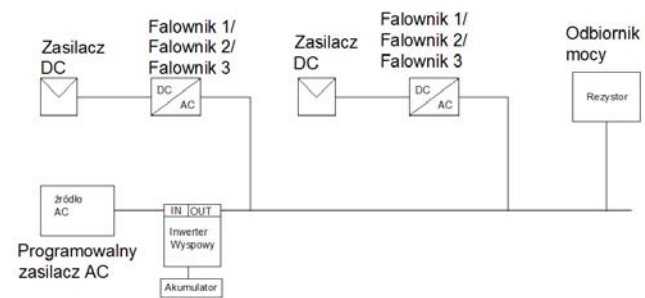 Zasilacz
DC
Falownik 1/
Falownik 2/
Falownik 3
DC
AC
Zasilacz
DC
Falownik 1/
Falownik 2/
Falownik 3
DC
AC
Odbiornik
mocy
Rezystor
źródło
AC
Programowalny
zasilacz AC
IN OUT
Inwerter
Wyspowy
Akumulator